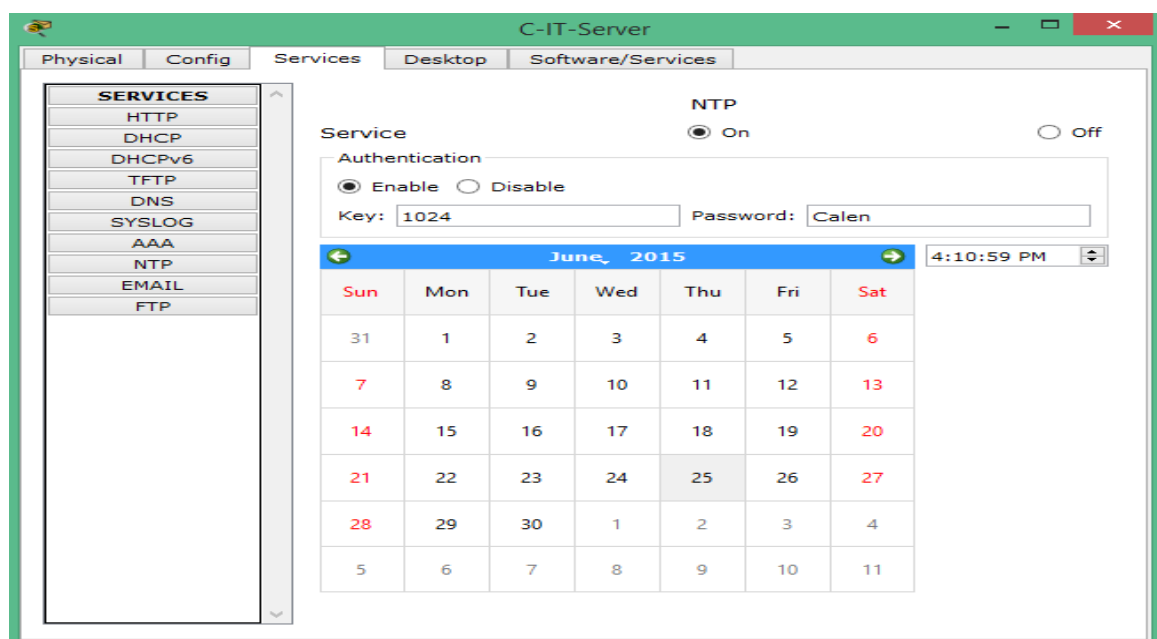 C-IT-Server
Physical Config Services Desktop Software/Services
SERVICES
HTTP
DHCP
DHCPv6
TFTP
DNS
SYSLOG
AAA
NTP
EMAIL
FTP
NTP
Service On Off
Authentication
Enable Disable
Key: 1024 Password: Calen
June, 2015 4:10:59 PM
Sun Mon Tue Wed Thu Fri Sat
31 1 2 3 4 5 6
7 8 9 10 11 12 13
14 15 16 17 18 19 20
21 22 23 24 25 26 27
28 29 30 1 2 3 4
5 6 7 8 9 10 11